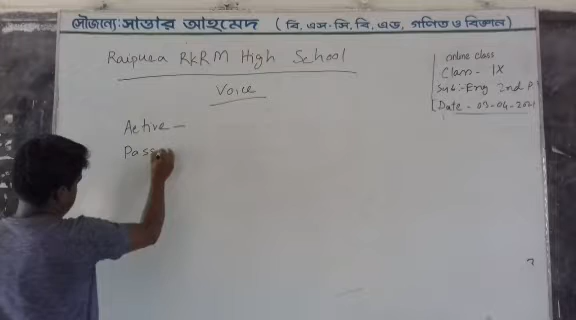 সৌজন্যে: সাত্তার আহমেদ (বি, এস-সি, বি, এড, গণিত ও বিজ্ঞান)
Raipura RKRM High School
online class
Class - IX
Sub:- Eng 2nd P
Date - 03-04-2021
Voice
Active —
Pass